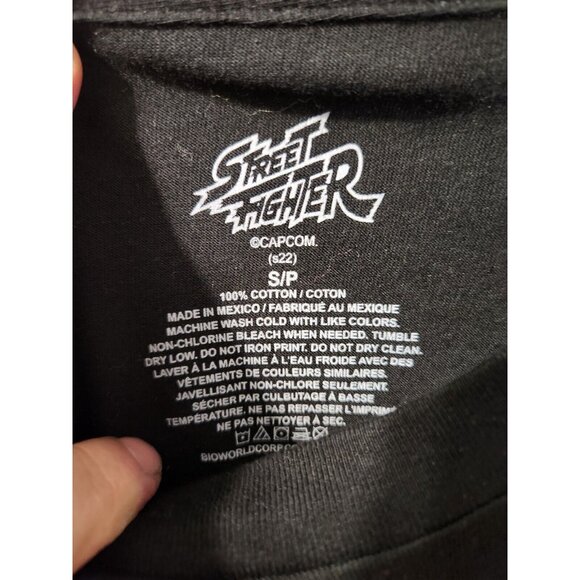 STREET
FIGHTER
©CAPCOM.
(s22)
S/P
100% COTTON / COTON
MADE IN MEXICO / FABRIQUÉ AU MEXIQUE
MACHINE WASH COLD WITH LIKE COLORS.
NON-CHLORINE BLEACH WHEN NEEDED. TUMBLE
DRY LOW. DO NOT IRON PRINT. DO NOT DRY CLEAN.
LAVER À LA MACHINE À L'EAU FROIDE AVEC DES
VÊTEMENTS DE COULEURS SIMILAIRES.
JAVELLISANT NON-CHLORE SEULEMENT.
SÉCHER PAR CULBUTAGE À BASSE
TEMPÉRATURE. NE PAS REPASSER L'IMPRIM
NE PAS NETTOYER À SEC.
BIOWORLDCORP